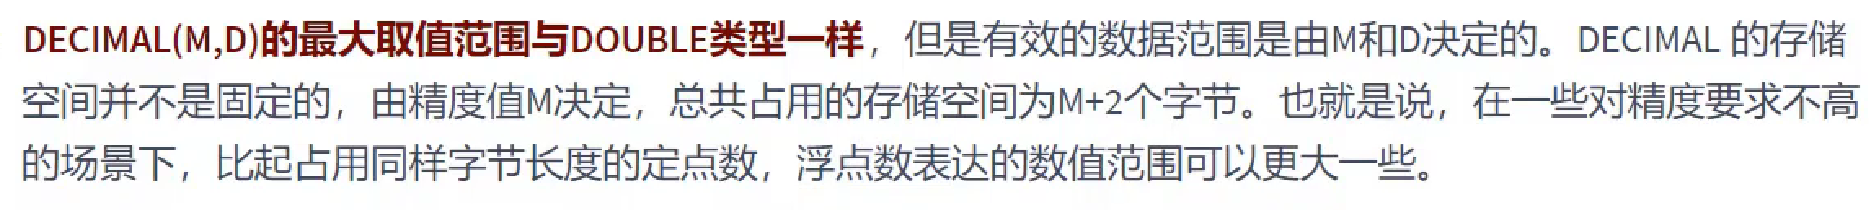 DECIMAL(M,D)的最大取值范围与DOUBLE类型一样，但是有效的数据范围是由M和D决定的。DECIMAL 的存储
空间并不是固定的，由精度值M决定，总共占用的存储空间为M+2个字节。也就是说，在一些对精度要求不高
的场景下，比起占用同样字节长度的定点数，浮点数表达的数值范围可以更大一些。